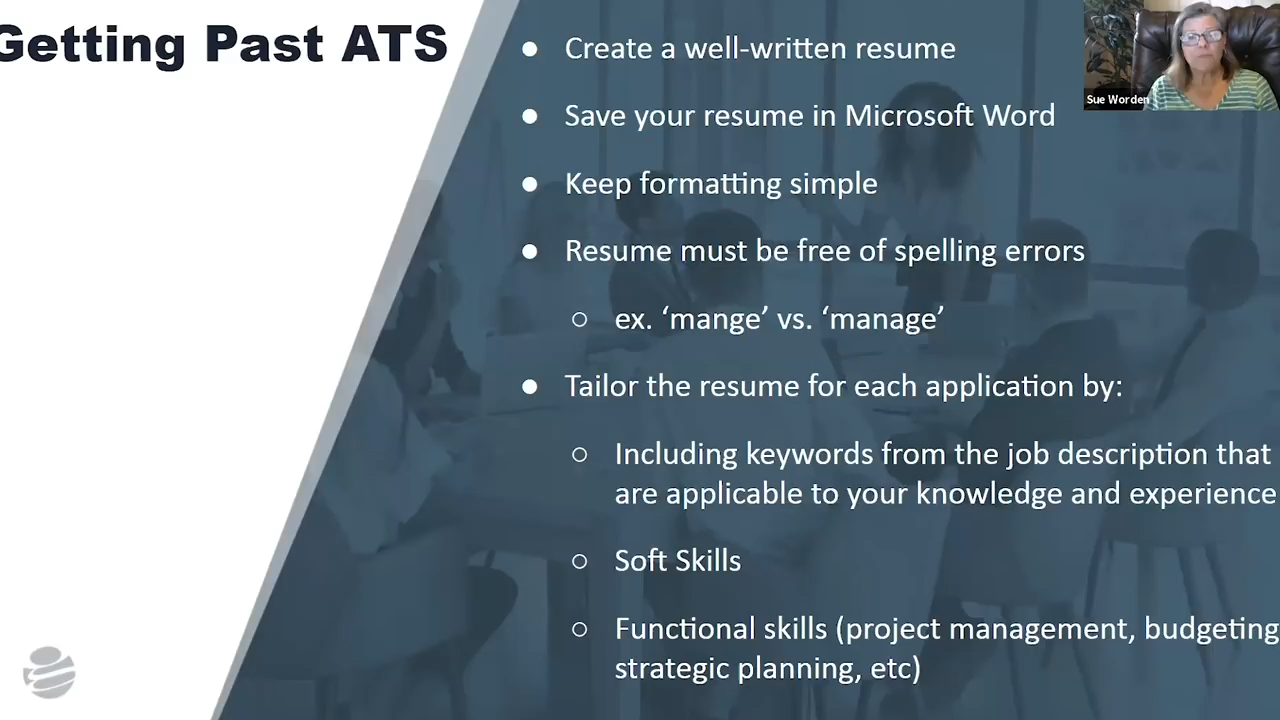 Getting Past ATS
● Create a well-written resume
● Save your resume in Microsoft Word
● Keep formatting simple
● Resume must be free of spelling errors
○ ex. ‘mange’ vs. ‘manage’
● Tailor the resume for each application by:
○ Including keywords from the job description that
are applicable to your knowledge and experience
○ Soft Skills
○ Functional skills (project management, budgeting
strategic planning, etc)
Sue Worden